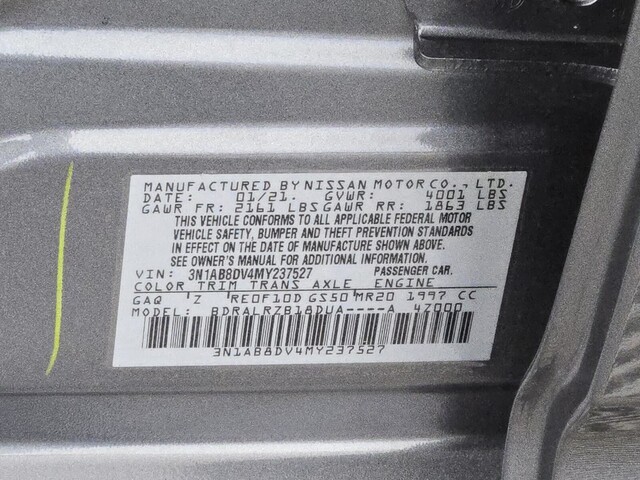 MANUFACTURED BY NISSAN MOTOR CO., LTD.
DATE: 01/21. GVWR: 4001 LBS
GAWR FR: 2161 LBS GAWR RR: 1863 LBS
THIS VEHICLE CONFORMS TO ALL APPLICABLE FEDERAL MOTOR
VEHICLE SAFETY, BUMPER AND THEFT PREVENTION STANDARDS
IN EFFECT ON THE DATE OF MANUFACTURE SHOWN ABOVE.
SEE OWNER'S MANUAL FOR ADDITIONAL INFORMATION
VIN: 3N1AB8DV4MY237527 PASSENGER CAR.
COLOR TRIM TRANS AXLE ENGINE
GAQ Z RE0F10D GS50 MR20 1997 CC
MODEL: BDRALRZB18DUA----A 4Z000
3N1AB8DV4MY237527